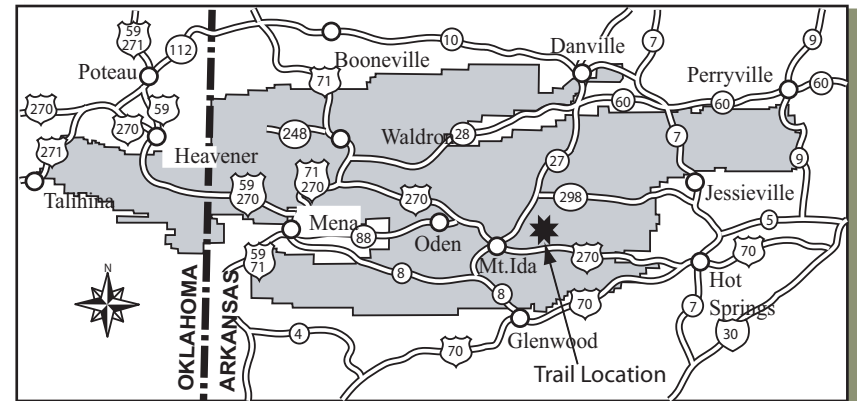 59
271
112
10
Danville
7
9
Booneville
Poteau
71
Perryville
60
270
59
60
60
270
248
Waldron
28
7
271
Heavener
27
9
71
270
59
270
298
Jessieville
Talihina
270
Mena
88
Oden
5
59
71
Mt.Ida
270
70
N
8
Hot
Springs
8
70
7
OKLAHOMA
ARKANSAS
4
Glenwood
30
70
Trail Location